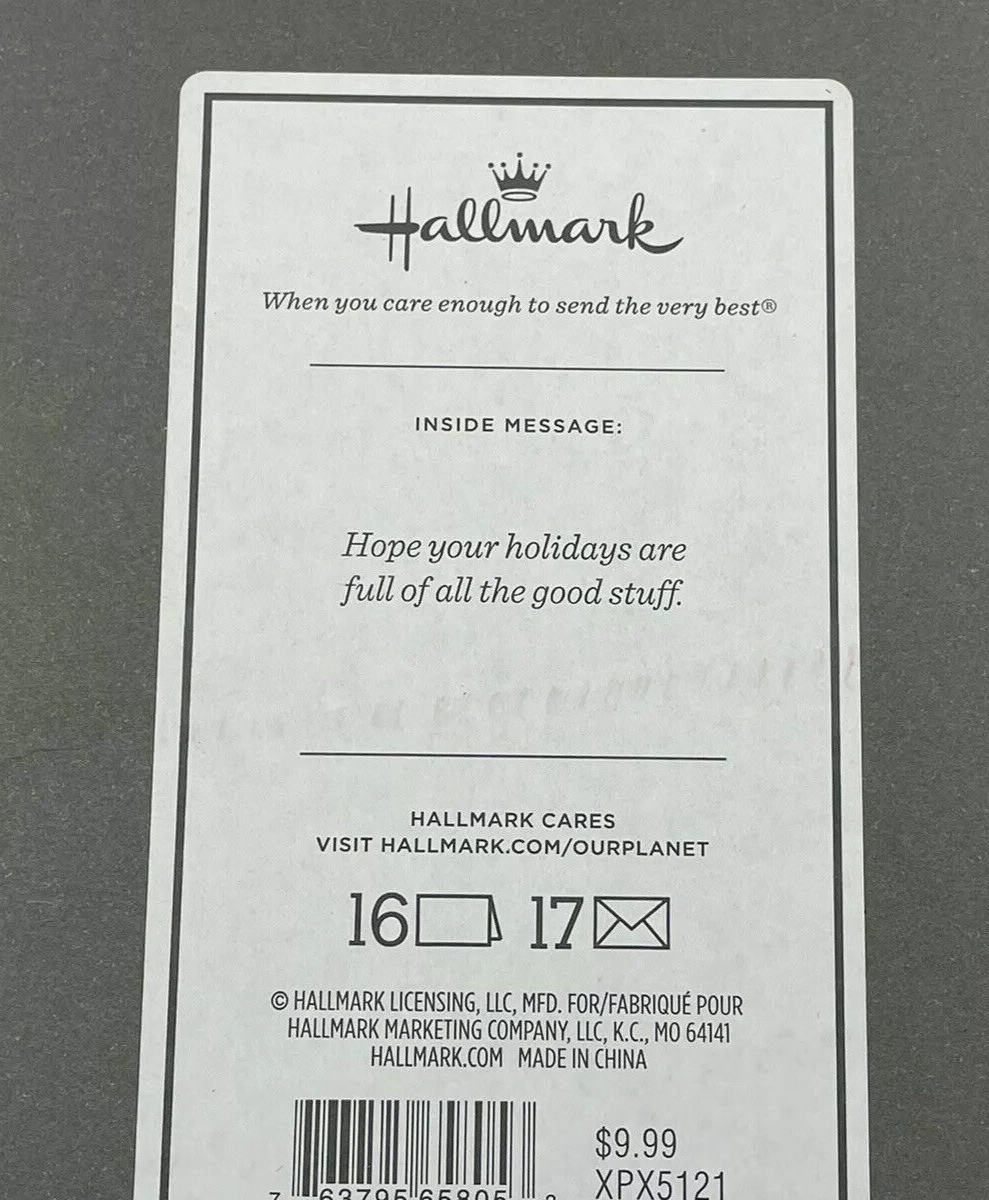 Hallmark
When you care enough to send the very best®
INSIDE MESSAGE:
Hope your holidays are
full of all the good stuff.
HALLMARK CARES
VISIT HALLMARK.COM/OURPLANET
16 17
© HALLMARK LICENSING, LLC, MFD. FOR/FABRIQUÉ POUR
HALLMARK MARKETING COMPANY, LLC, K.C., MO 64141
HALLMARK.COM MADE IN CHINA
$9.99
XPX5121
63795 65805